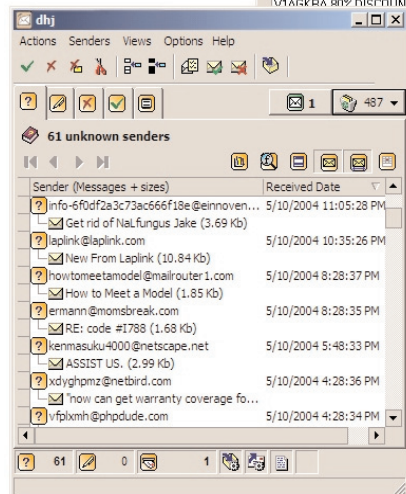 V1AGKRA 80% DISCOUN
dhj
Actions Senders Views Options Help
1 487
61 unknown senders
Sender (Messages + sizes) Received Date
info-6f0df2a3c73ac666f18e@einnoven... 5/10/2004 11:05:28 PM
Get rid of NaLfungus Jake (3.69 Kb)
laplink@laplink.com 5/10/2004 10:35:26 PM
New From Laplink (10.84 Kb)
howtomeetamodel@mailrouter1.com 5/10/2004 8:28:37 PM
How to Meet a Model (1.85 Kb)
ermann@momsbreak.com 5/10/2004 8:28:35 PM
RE: code #I788 (1.68 Kb)
kenmasuku4000@netscape.net 5/10/2004 5:48:33 PM
ASSIST US. (2.99 Kb)
xdyghpmz@netbird.com 5/10/2004 4:28:36 PM
"now can get warranty coverage fo...
vfplxmh@phpdude.com 5/10/2004 4:28:34 PM
61 0 1